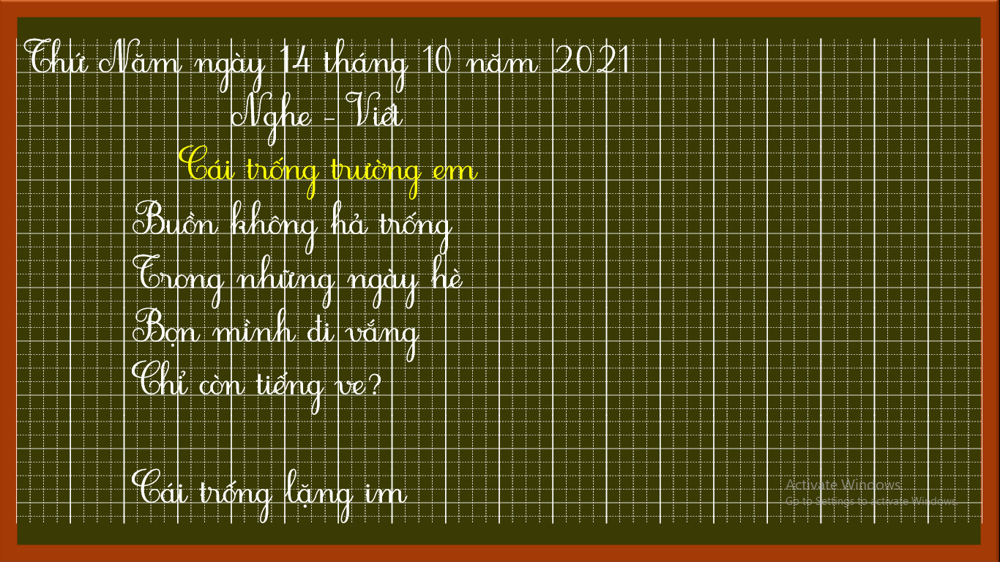 Thứ Năm ngày 14 tháng 10 năm 2021
Nghe - Viết
Cái trống trường em
Buồn không hả trống
Trong những ngày hè
Bọn mình đi vắng
Chỉ còn tiếng ve?
Cái trống lặng im
Activate Windows
Go to Settings to activate Windows.